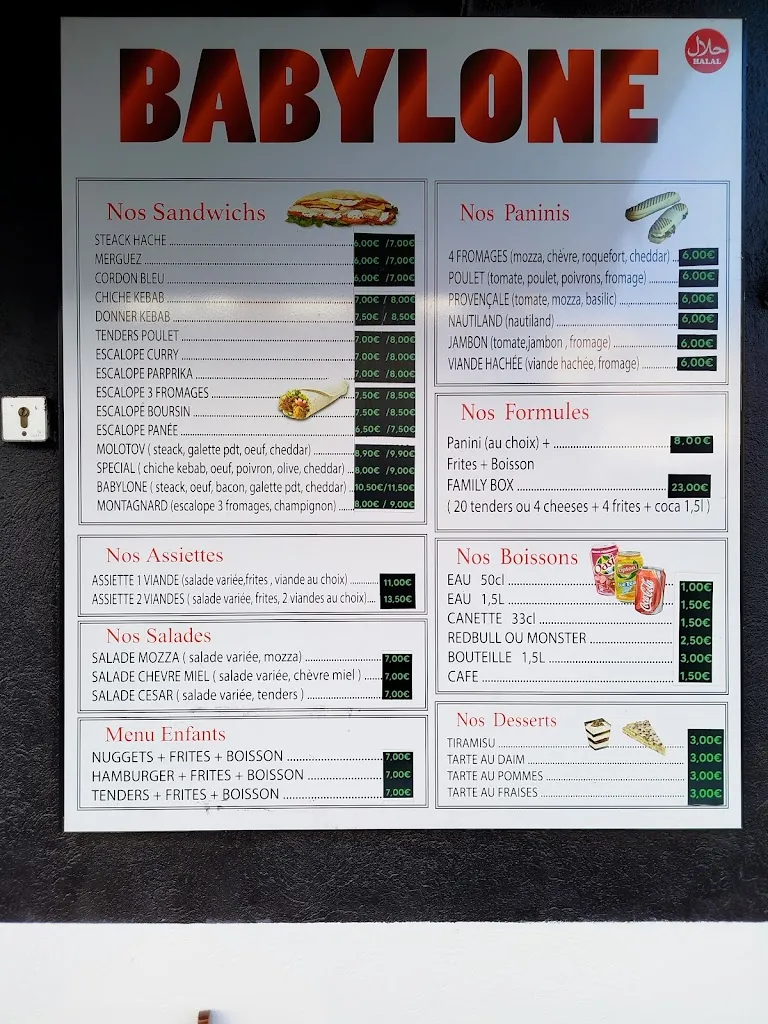 BABYLONE
حلال
HALAL
Nos Sandwichs
STEACK HACHE 6,00€ /7,00€
MERGUEZ 6,00€ /7,00€
CORDON BLEU 6,00€ /7,00€
CHICHE KEBAB 7,00€ / 8,00€
DONNER KEBAB 7,50€ / 8,50€
TENDERS POULET 7,00€ /8,00€
ESCALOPE CURRY 7,00€ /8,00€
ESCALOPE PARPRIKA 7,00€ / 8,00€
ESCALOPE 3 FROMAGES 7,50€ / 8,50€
ESCALOPE BOURSIN 7,50€ / 8,50€
ESCALOPE PANÉE 6,50€ / 7,50€
MOLOTOV ( steack, galette pdt, oeuf, cheddar) 8,90€ / 9,90€
SPECIAL ( chiche kebab, oeuf, poivron, olive, cheddar) 8,00€ / 9,00€
BABYLONE ( steack, oeuf, bacon, galette pdt, cheddar) 10,50€/11,50€
MONTAGNARD (escalope 3 fromages, champignon) 8,00€ / 9,00€
Nos Assiettes
ASSIETTE 1 VIANDE (salade variée,frites , viande au choix) 11,00€
ASSIETTE 2 VIANDES ( salade variée, frites, 2 viandes au choix) 13,50€
Nos Salades
SALADE MOZZA ( salade variée, mozza) 7,00€
SALADE CHEVRE MIEL ( salade variée, chèvre miel ) 7,00€
SALADE CESAR ( salade variée, tenders ) 7,00€
Menu Enfants
NUGGETS + FRITES + BOISSON 7,00€
HAMBURGER + FRITES + BOISSON 7,00€
TENDERS + FRITES + BOISSON 7,00€
Nos Paninis
4 FROMAGES (mozza, chèvre, roquefort, cheddar) 6,00€
POULET (tomate, poulet, poivrons, fromage) 6,00€
PROVENÇALE (tomate, mozza, basilic) 6,00€
NAUTILAND (nautiland) 6,00€
JAMBON (tomate,jambon , fromage) 6,00€
VIANDE HACHÉE (viande hachée, fromage) 6,00€
Nos Formules
Panini (au choix) + 8,00€
Frites + Boisson
FAMILY BOX 23,00€
( 20 tenders ou 4 cheeses + 4 frites + coca 1,5l )
Nos Boissons
EAU 50cl 1,00€
EAU 1,5L 1,50€
CANETTE 33cl 1,50€
REDBULL OU MONSTER 2,50€
BOUTEILLE 1,5L 3,00€
CAFE 1,50€
Coca-Cola
Nos Desserts
TIRAMISU 3,00€
TARTE AU DAIM 3,00€
TARTE AU POMMES 3,00€
TARTE AU FRAISES 3,00€